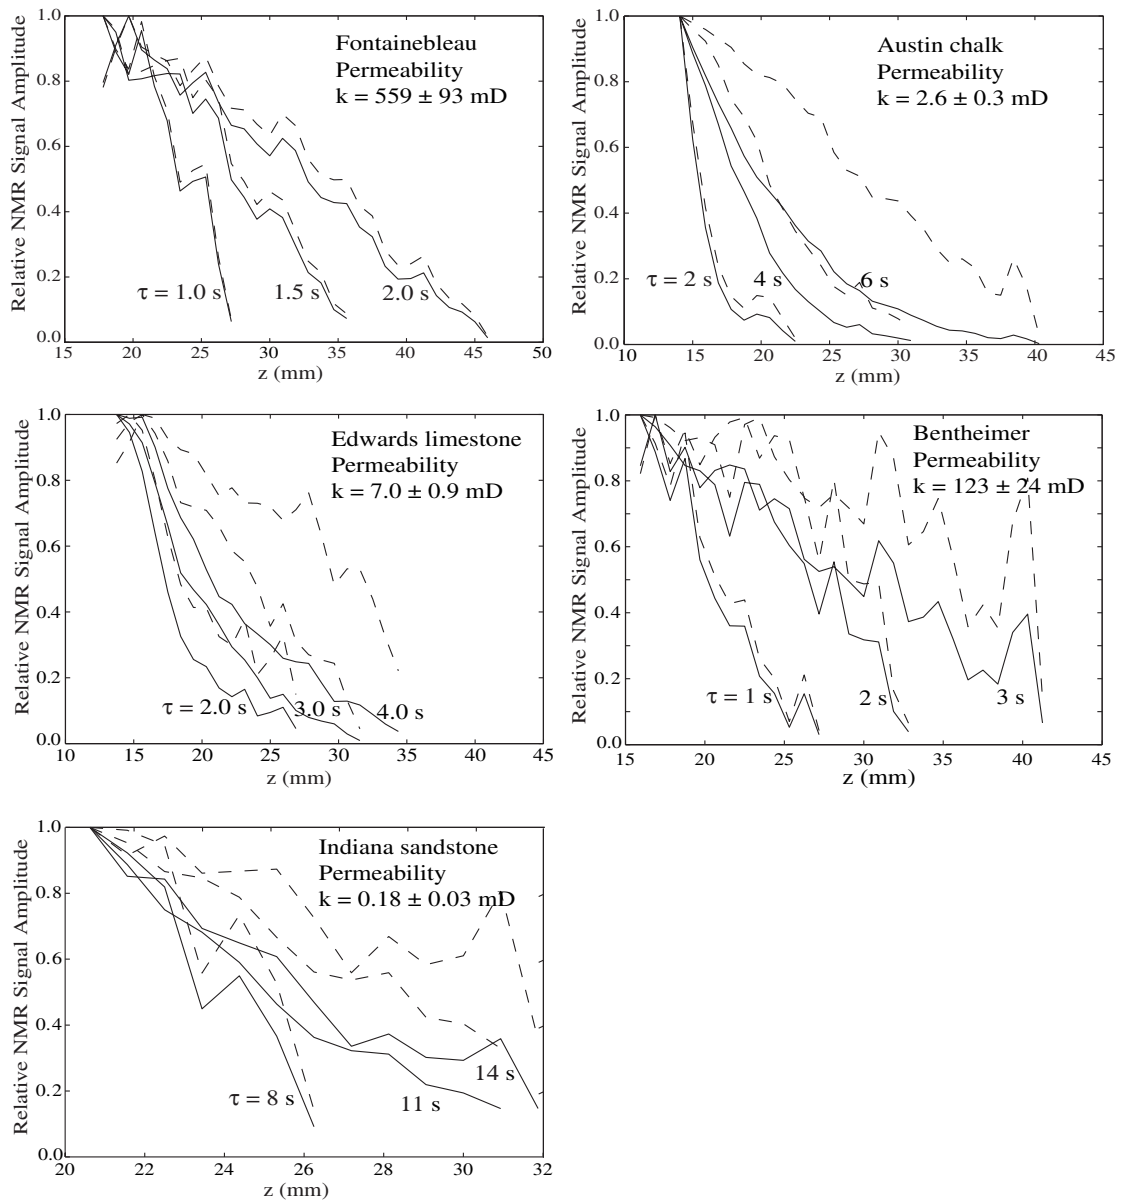 Relative NMR Signal Amplitude
1.0
0.8
0.6
0.4
0.2
0.0
Fontainebleau
Permeability
k = 559 ± 93 mD
τ = 1.0 s
1.5 s
2.0 s
15 20 25 30 35 40 45 50
z (mm)
Relative NMR Signal Amplitude
1.0
0.8
0.6
0.4
0.2
0.0
Austin chalk
Permeability
k = 2.6 ± 0.3 mD
τ = 2 s
4 s
6 s
10 15 20 25 30 35 40 45
z (mm)
Relative NMR Signal Amplitude
1.0
0.8
0.6
0.4
0.2
0.0
Edwards limestone
Permeability
k = 7.0 ± 0.9 mD
τ = 2.0 s
3.0 s
4.0 s
10 15 20 25 30 35 40 45
z (mm)
Relative NMR Signal Amplitude
1.0
0.8
0.6
0.4
0.2
0.0
Bentheimer
Permeability
k = 123 ± 24 mD
τ = 1 s
2 s
3 s
15 20 25 30 35 40 45
z (mm)
Relative NMR Signal Amplitude
1.0
0.8
0.6
0.4
0.2
0.0
Indiana sandstone
Permeability
k = 0.18 ± 0.03 mD
τ = 8 s
11 s
14 s
20 22 24 26 28 30 32
z (mm)